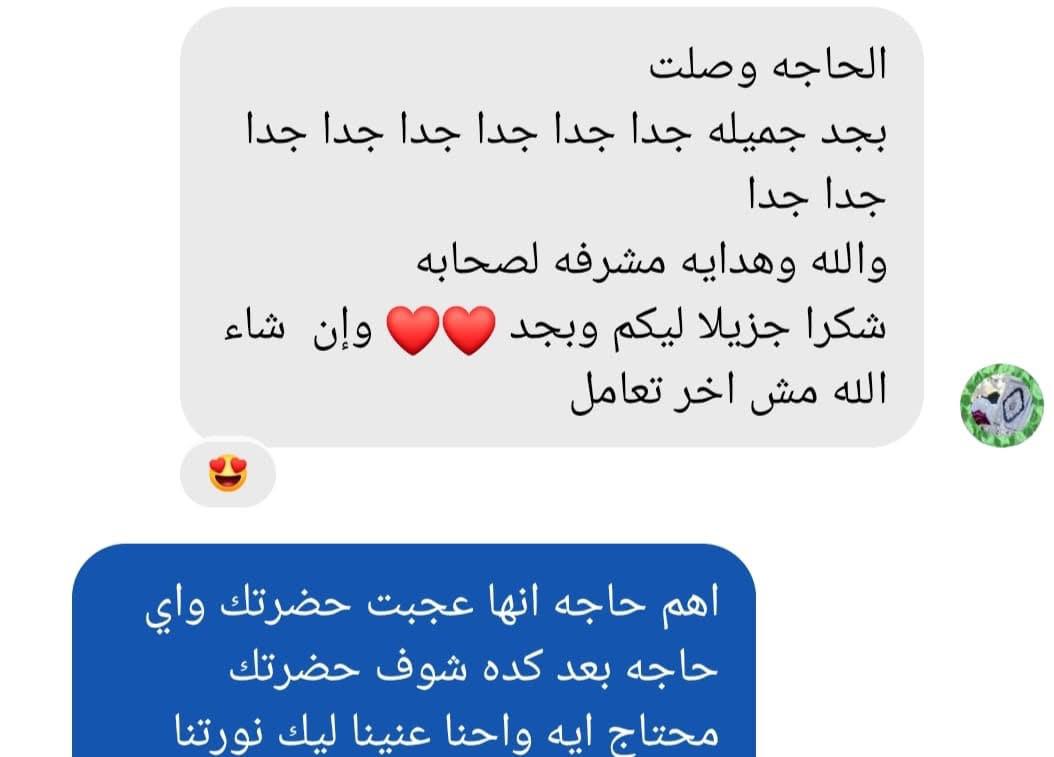 الحاجه وصلت
بجد جميله جدا جدا جدا جدا جدا جدا
جدا جدا
والله وهدايه مشرفه لصحابه
شكرا جزيلا ليكم وبجد ❤️❤️ وإن شاء
الله مش اخر تعامل
اهم حاجه انها عجبت حضرتك واي
حاجه بعد كده شوف حضرتك
محتاج ايه واحنا عنينا ليك نورتنا